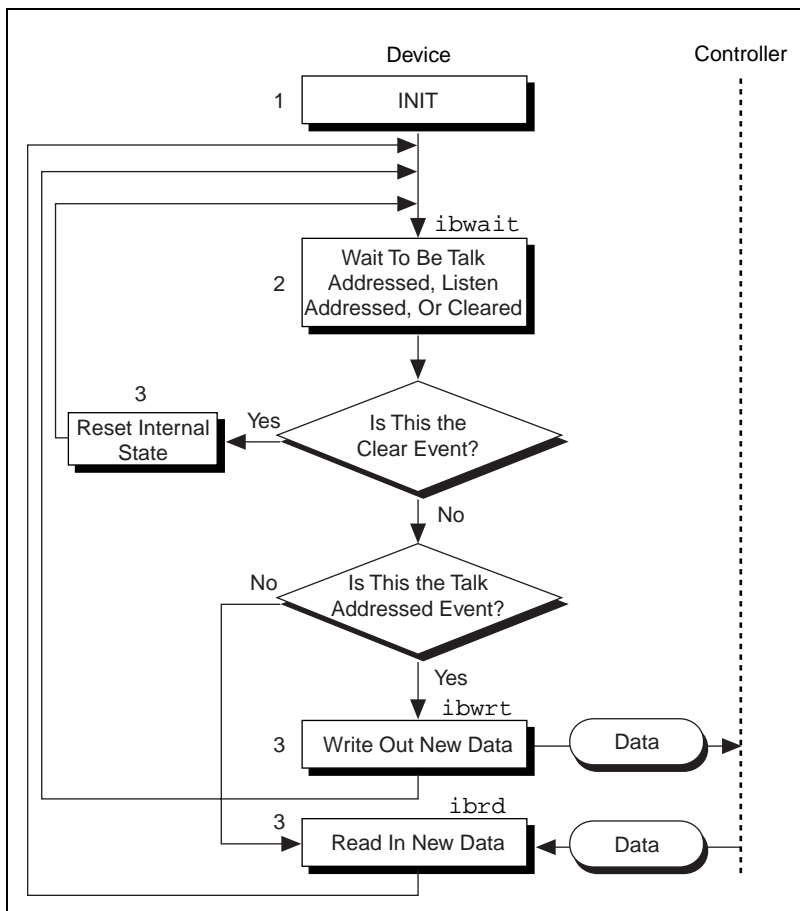 Device
Controller
1
INIT
ibwait
2
Wait To Be Talk
Addressed, Listen
Addressed, Or Cleared
3
Reset Internal
State
Yes
Is This the
Clear Event?
No
No
Is This the Talk
Addressed Event?
Yes
ibwrt
3
Write Out New Data
Data
ibrd
3
Read In New Data
Data